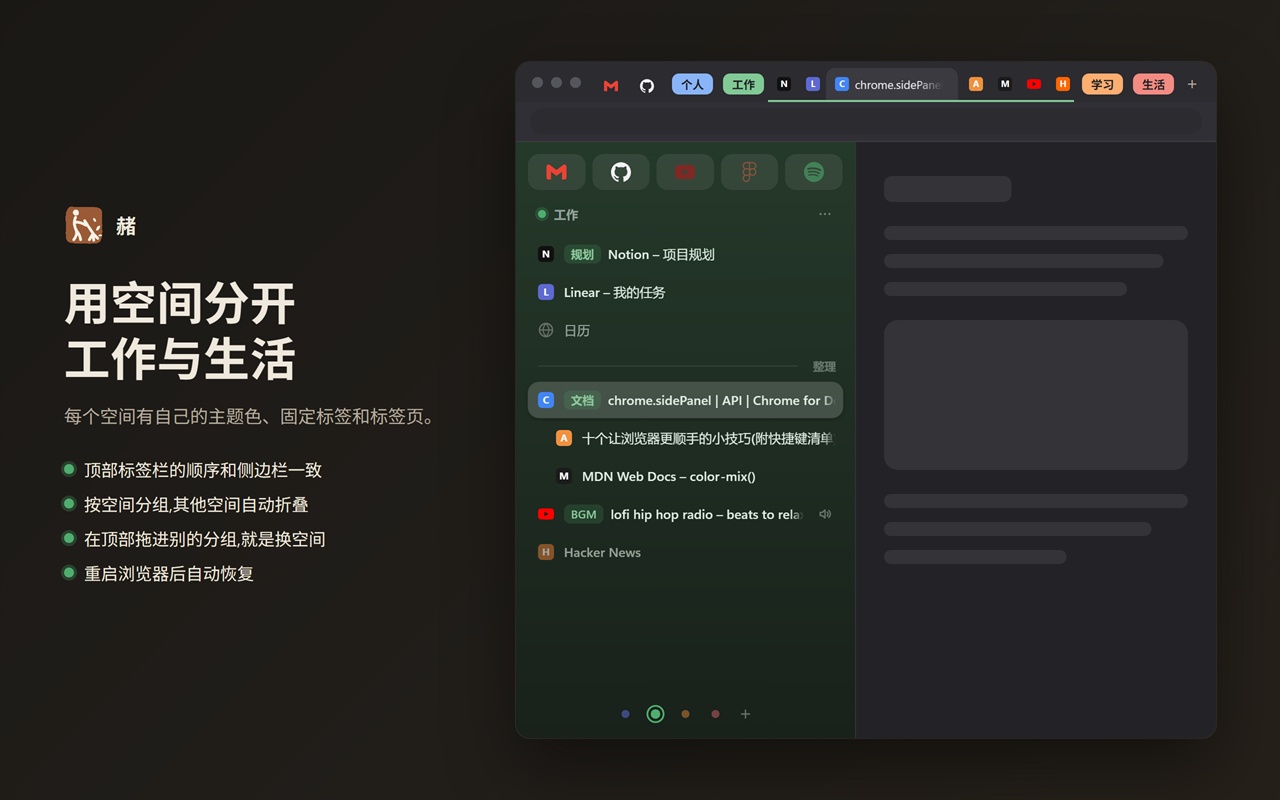 赭
用空间分开
工作与生活
每个空间有自己的主题色、固定标签和标签页。
顶部标签栏的顺序和侧边栏一致
按空间分组,其他空间自动折叠
在顶部拖进别的分组,就是换空间
重启浏览器后自动恢复
个人 工作 N L C chrome.sidePane A M H 学习 生活 +
工作 ···
N 规划 Notion – 项目规划
L Linear – 我的任务
日历
整理
C 文档 chrome.sidePanel | API | Chrome for D
A 十个让浏览器更顺手的小技巧(附快捷键清单
M MDN Web Docs – color-mix()
BGM lofi hip hop radio – beats to rela
H Hacker News
+